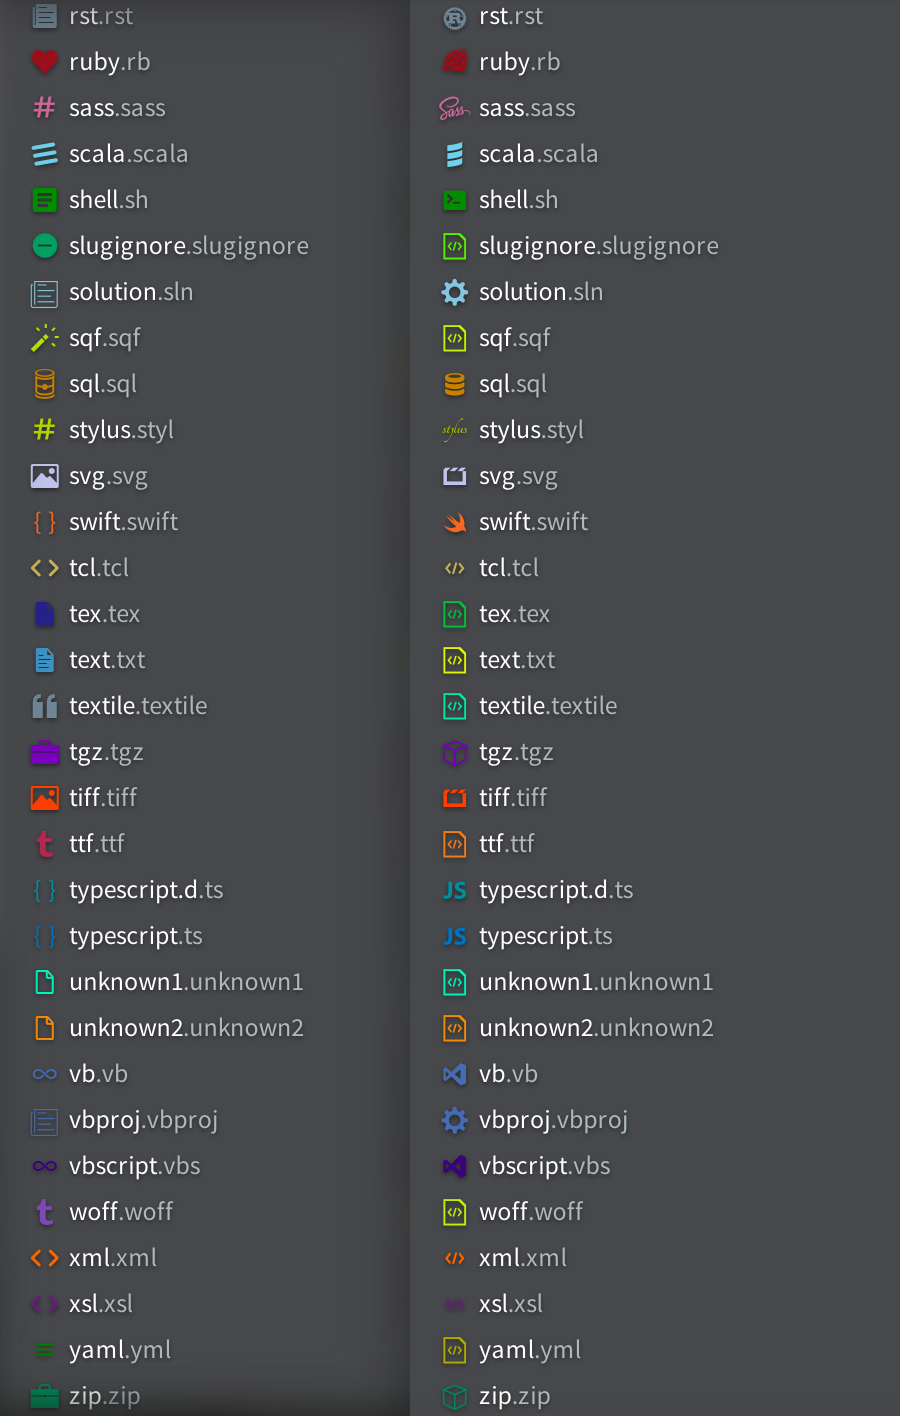 rst.rst
ruby.rb
sass.sass
scala.scala
shell.sh
slugignore.slugignore
solution.sln
sqf.sqf
sql.sql
stylus.styl
svg.svg
swift.swift
tcl.tcl
tex.tex
text.txt
textile.textile
tgz.tgz
tiff.tiff
t ttf.ttf
typescript.d.ts
typescript.ts
unknown1.unknown1
unknown2.unknown2
vb.vb
vbproj.vbproj
vbscript.vbs
t woff.woff
xml.xml
xsl.xsl
yaml.yml
zip.zip
R rst.rst
ruby.rb
Sass sass.sass
scala.scala
shell.sh
slugignore.slugignore
solution.sln
sqf.sqf
sql.sql
stylus stylus.styl
svg.svg
swift.swift
tcl.tcl
tex.tex
text.txt
textile.textile
tgz.tgz
tiff.tiff
ttf.ttf
JS typescript.d.ts
JS typescript.ts
unknown1.unknown1
unknown2.unknown2
vb.vb
vbproj.vbproj
vbscript.vbs
woff.woff
xml.xml
xsl.xsl
yaml.yml
zip.zip